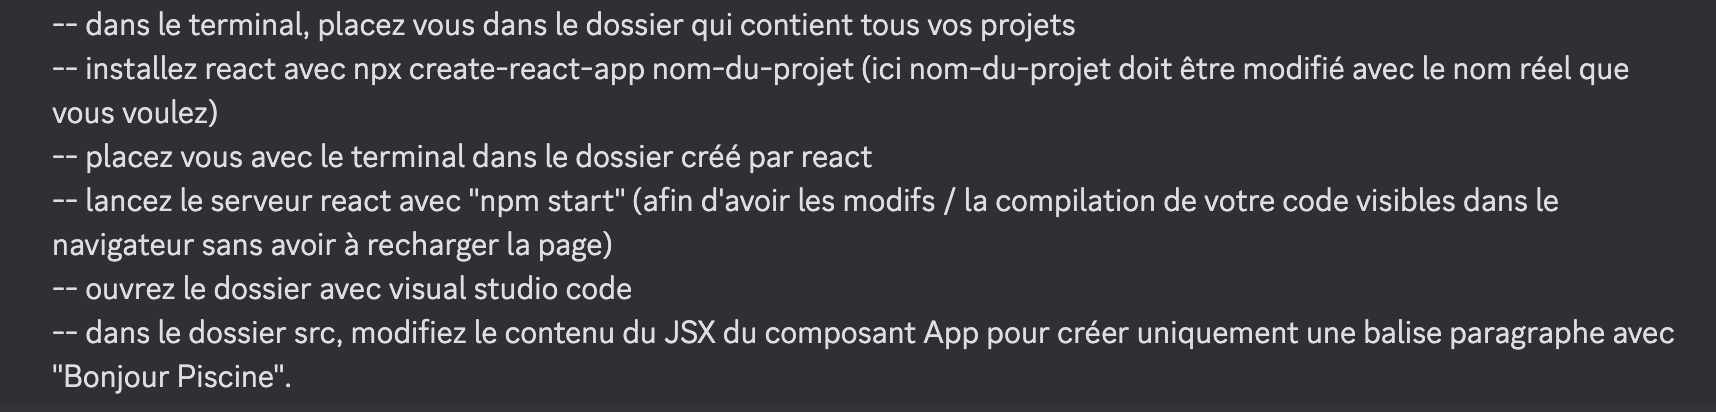 -- dans le terminal, placez vous dans le dossier qui contient tous vos projets
-- installez react avec npx create-react-app nom-du-projet (ici nom-du-projet doit être modifié avec le nom réel que
vous voulez)
-- placez vous avec le terminal dans le dossier créé par react
-- lancez le serveur react avec "npm start" (afin d'avoir les modifs / la compilation de votre code visibles dans le
navigateur sans avoir à recharger la page)
-- ouvrez le dossier avec visual studio code
-- dans le dossier src, modifiez le contenu du JSX du composant App pour créer uniquement une balise paragraphe avec
"Bonjour Piscine".